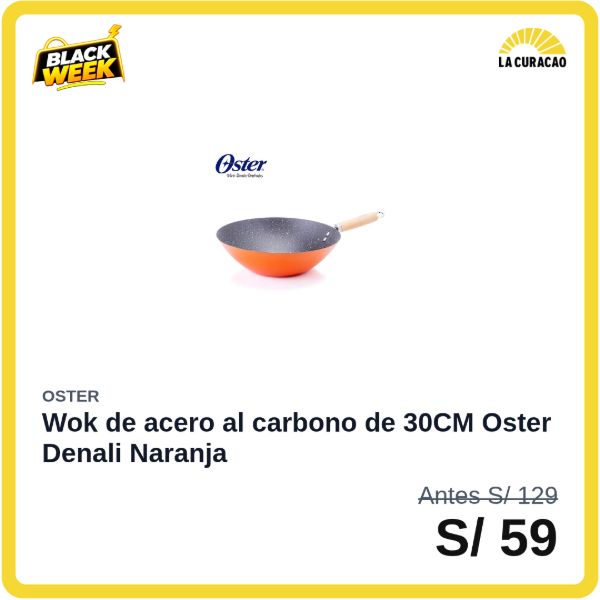 BLACK
WEEK
LA CURACAO
Oster
OSTER
Wok de acero al carbono de 30CM Oster
Denali Naranja
Antes S/ 129
S/ 59